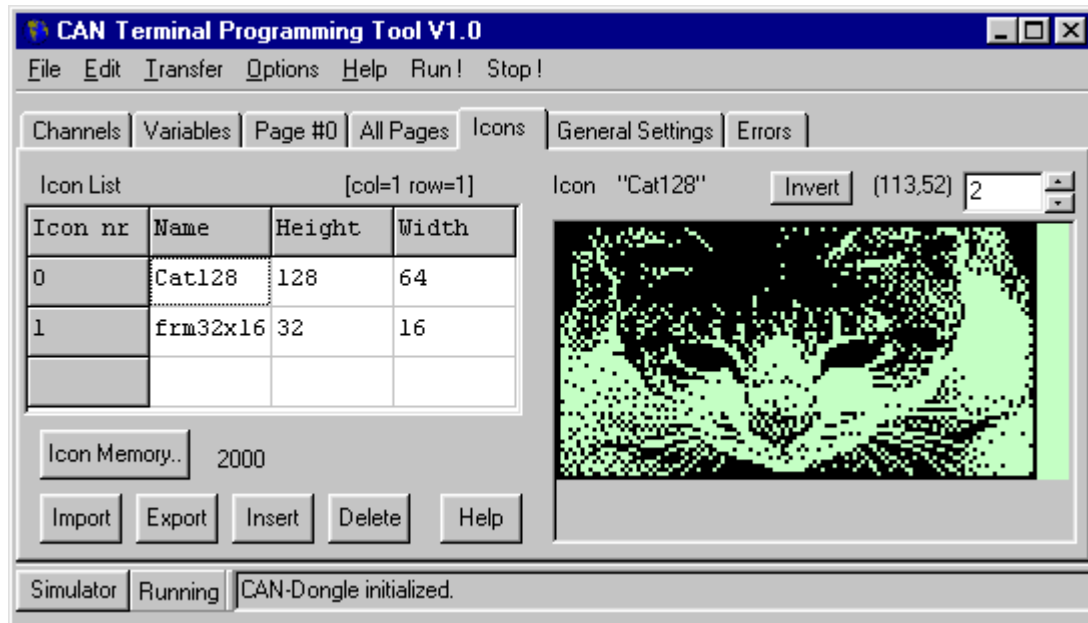 CAN Terminal Programming Tool V1.0
File Edit Transfer Options Help Run! Stop!
Channels Variables Page #0 All Pages Icons General Settings Errors
Icon List [col=1 row=1] Icon "Cat128" Invert (113,52) 2
Icon nr Name Height Width
0 Cat128 128 64
1 frm32x16 32 16
Icon Memory.. 2000
Import Export Insert Delete Help
Simulator Running CAN-Dongle initialized.